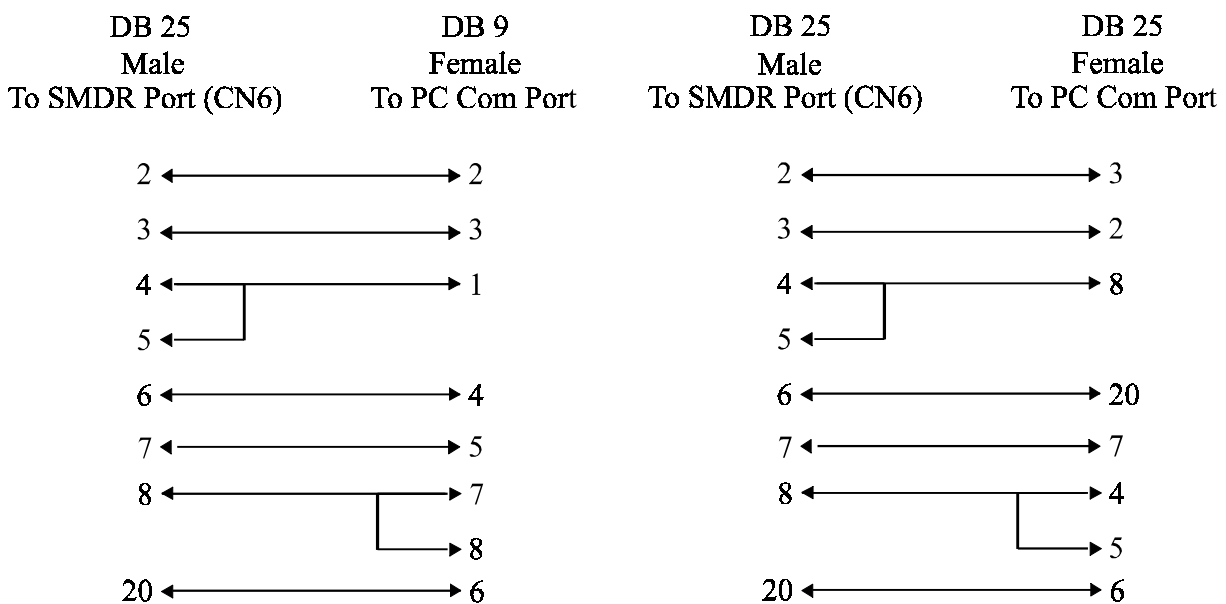 DB 25 DB 9 DB 25 DB 25
Male Female Male Female
To SMDR Port (CN6) To PC Com Port To SMDR Port (CN6) To PC Com Port
2 2 2 3
3 3 3 2
4 1 4 8
5 5
6 4 6 20
7 5 7 7
8 7 8 4
8 5
20 6 20 6